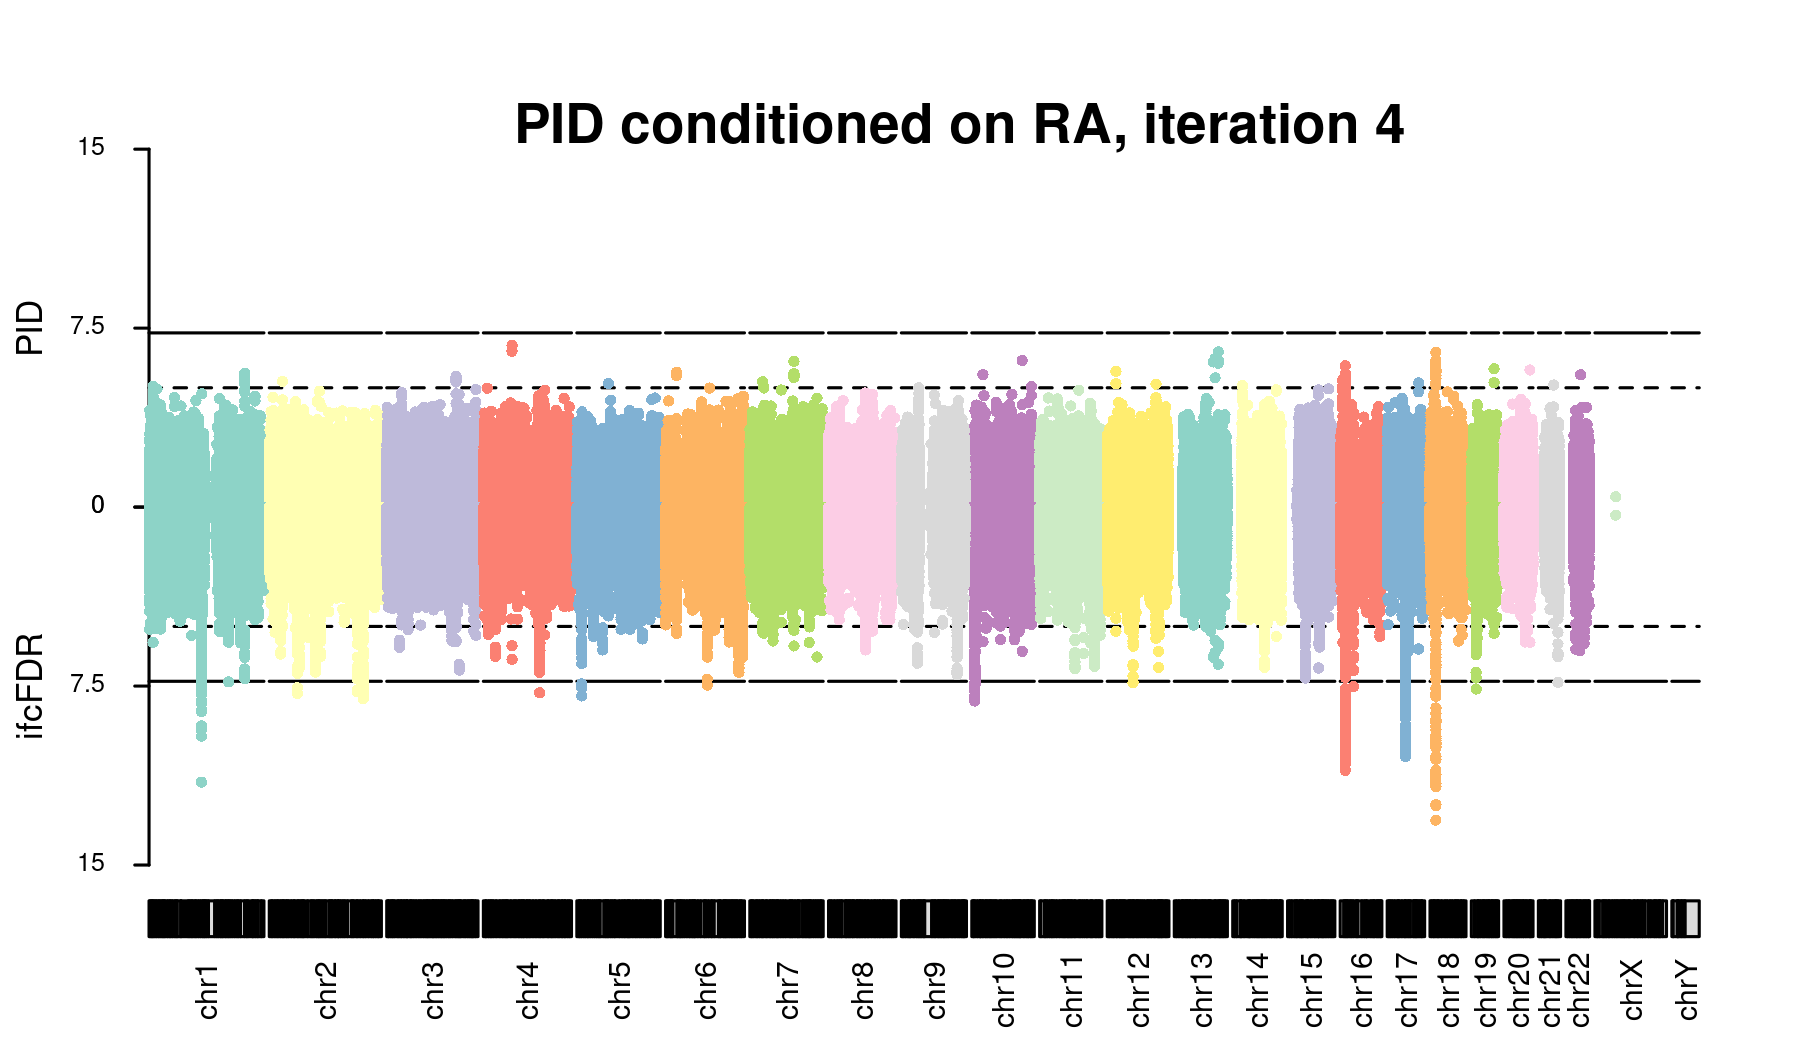 PID conditioned on RA, iteration 4
15
7.5
0
7.5
15
PID
ifcFDR
chr1
chr2
chr3
chr4
chr5
chr6
chr7
chr8
chr9
chr10
chr11
chr12
chr13
chr14
chr15
chr16
chr17
chr18
chr19
chr20
chr21
chr22
chrX
chrY